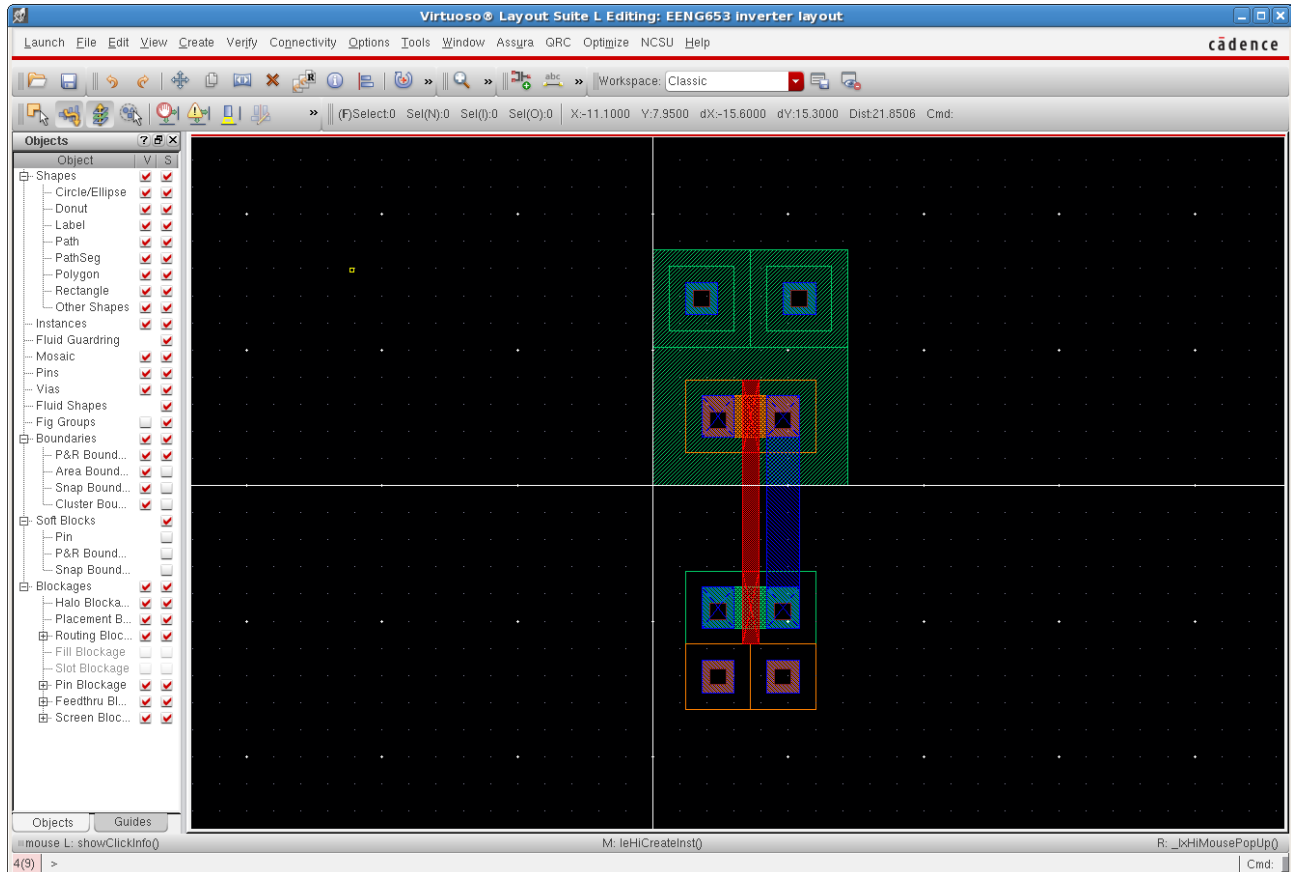 Virtuoso® Layout Suite L Editing: EENG653 inverter layout
Launch File Edit View Create Verify Connectivity Options Tools Window Assura QRC Optimize NCSU Help
cādence
» » abc » Workspace: Classic
» (F)Select:0 Sel(N):0 Sel(I):0 Sel(O):0 X:-11.1000 Y:7.9500 dX:-15.6000 dY:15.3000 Dist:21.8506 Cmd:
Objects
Object V S
Shapes
Circle/Ellipse
Donut
Label
Path
PathSeg
Polygon
Rectangle
Other Shapes
Instances
Fluid Guardring
Mosaic
Pins
Vias
Fluid Shapes
Fig Groups
Boundaries
P&R Bound...
Area Bound...
Snap Bound...
Cluster Bou...
Soft Blocks
Pin
P&R Bound...
Snap Bound...
Blockages
Halo Blocka...
Placement B...
Routing Bloc...
Fill Blockage
Slot Blockage
Pin Blockage
Feedthru Bl...
Screen Bloc...
Objects Guides
mouse L: showClickInfo() M: leHiCreateInst() R: _lxHiMousePopUp()
4(9) > Cmd: